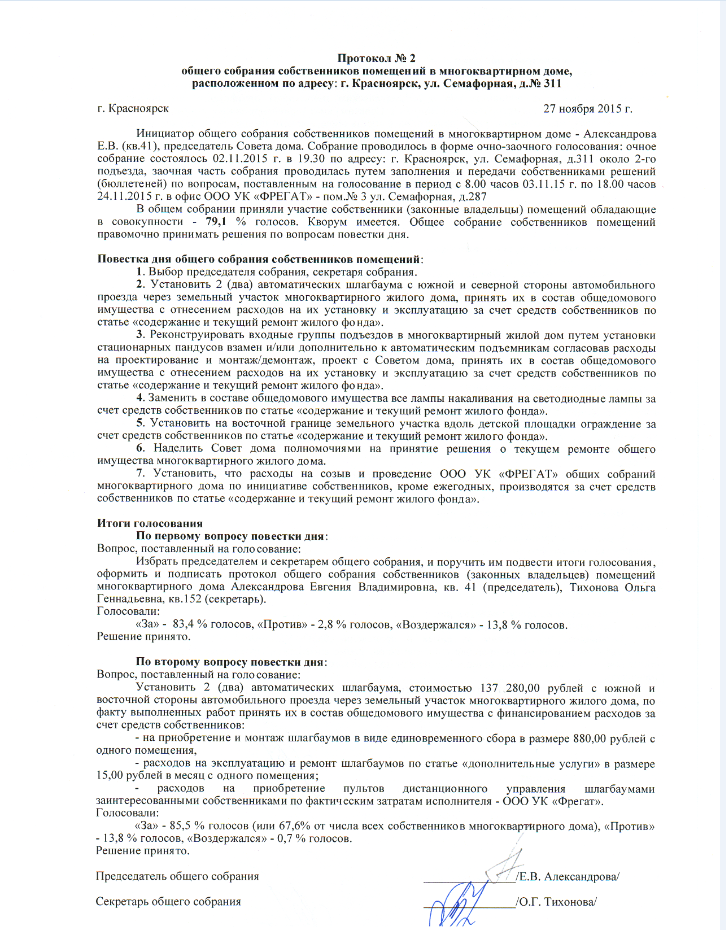 Протокол № 2
общего собрания собственников помещений в многоквартирном доме,
расположенном по адресу: г. Красноярск, ул. Семафорная, д.№ 311
г. Красноярск 27 ноября 2015 г.
Инициатор общего собрания собственников помещений в многоквартирном доме - Александрова
Е.В. (кв.41), председатель Совета дома. Собрание проводилось в форме очно-заочного голосования: очное
собрание состоялось 02.11.2015 г. в 19.30 по адресу: г. Красноярск, ул. Семафорная, д.311 около 2-го
подъезда, заочная часть собрания проводилась путем заполнения и передачи собственниками решений
(бюллетеней) по вопросам, поставленным на голосование в период с 8.00 часов 03.11.15 г. по 18.00 часов
24.11.2015 г. в офис ООО УК «ФРЕГАТ» - пом.№ 3 ул. Семафорная, д.287
В общем собрании приняли участие собственники (законные владельцы) помещений обладающие
в совокупности - 79,1 % голосов. Кворум имеется. Общее собрание собственников помещений
правомочно принимать решения по вопросам повестки дня.
Повестка дня общего собрания собственников помещений:
1. Выбор председателя собрания, секретаря собрания.
2. Установить 2 (два) автоматических шлагбаума с южной и северной стороны автомобильного
проезда через земельный участок многоквартирного жилого дома, принять их в состав общедомового
имущества с отнесением расходов на их установку и эксплуатацию за счет средств собственников по
статье «содержание и текущий ремонт жилого фонда».
3. Реконструировать входные группы подъездов в многоквартирный жилой дом путем установки
стационарных пандусов взамен и/или дополнительно к автоматическим подъемникам согласовав расходы
на проектирование и монтаж/демонтаж, проект с Советом дома, принять их в состав общедомового
имущества с отнесением расходов на их установку и эксплуатацию за счет средств собственников по
статье «содержание и текущий ремонт жилого фонда».
4. Заменить в составе общедомового имущества все лампы накаливания на светодиодные лампы за
счет средств собственников по статье «содержание и текущий ремонт жилого фонда».
5. Установить на восточной границе земельного участка вдоль детской площадки ограждение за
счет средств собственников по статье «содержание и текущий ремонт жилого фонда».
6. Наделить Совет дома полномочиями на принятие решения о текущем ремонте общего
имущества многоквартирного жилого дома.
7. Установить, что расходы на созыв и проведение ООО УК «ФРЕГАТ» общих собраний
многоквартирного дома по инициативе собственников, кроме ежегодных, производятся за счет средств
собственников по статье «содержание и текущий ремонт жилого фонда».
Итоги голосования
По первому вопросу повестки дня:
Вопрос, поставленный на голосование:
Избрать председателем и секретарем общего собрания, и поручить им подвести итоги голосования,
оформить и подписать протокол общего собрания собственников (законных владельцев) помещений
многоквартирного дома Александрова Евгения Владимировна, кв. 41 (председатель), Тихонова Ольга
Геннадьевна, кв.152 (секретарь).
Голосовали:
«За» - 83,4 % голосов, «Против» - 2,8 % голосов, «Воздержался» - 13,8 % голосов.
Решение принято.
По второму вопросу повестки дня:
Вопрос, поставленный на голосование:
Установить 2 (два) автоматических шлагбаума, стоимостью 137 280,00 рублей с южной и
восточной стороны автомобильного проезда через земельный участок многоквартирного жилого дома, по
факту выполненных работ принять их в состав общедомового имущества с финансированием расходов за
счет средств собственников:
- на приобретение и монтаж шлагбаумов в виде единовременного сбора в размере 880,00 рублей с
одного помещения,
- расходов на эксплуатацию и ремонт шлагбаумов по статье «дополнительные услуги» в размере
15,00 рублей в месяц с одного помещения;
- расходов на приобретение пультов дистанционного управления шлагбаумами
заинтересованными собственниками по фактическим затратам исполнителя - ООО УК «Фрегат».
Голосовали:
«За» - 85,5 % голосов (или 67,6% от числа всех собственников многоквартирного дома), «Против»
- 13,8 % голосов, «Воздержался» - 0,7 % голосов.
Решение принято.
Председатель общего собрания /Е.В. Александрова/
Секретарь общего собрания /О.Г. Тихонова/